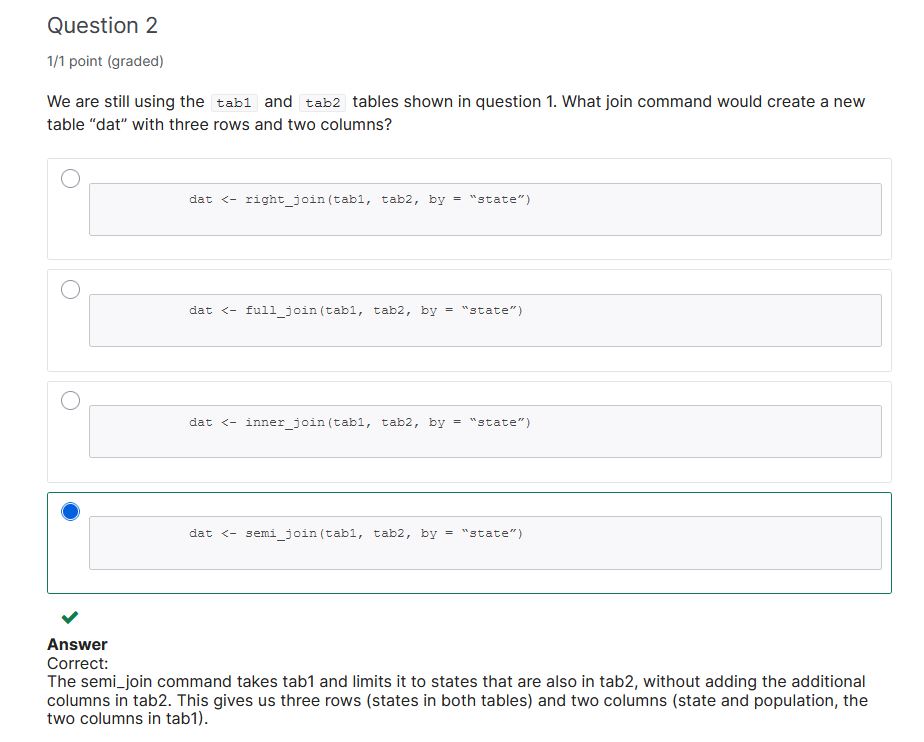 Question 2
1/1 point (graded)
We are still using the tab1 and tab2 tables shown in question 1. What join command would create a new
table “dat” with three rows and two columns?
dat <- right_join(tab1, tab2, by = “state”)
dat <- full_join(tab1, tab2, by = “state”)
dat <- inner_join(tab1, tab2, by = “state”)
dat <- semi_join(tab1, tab2, by = “state”)
Answer
Correct:
The semi_join command takes tab1 and limits it to states that are also in tab2, without adding the additional
columns in tab2. This gives us three rows (states in both tables) and two columns (state and population, the
two columns in tab1).